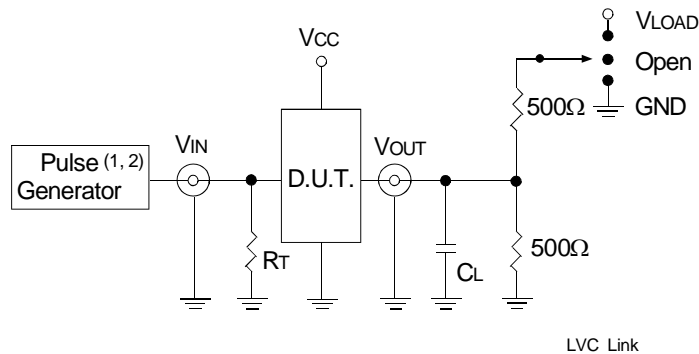 VLOAD
VCC
Open
500Ω
GND
VIN
VOUT
Pulse (1, 2)
Generator
D.U.T.
RT
CL
500Ω
LVC Link